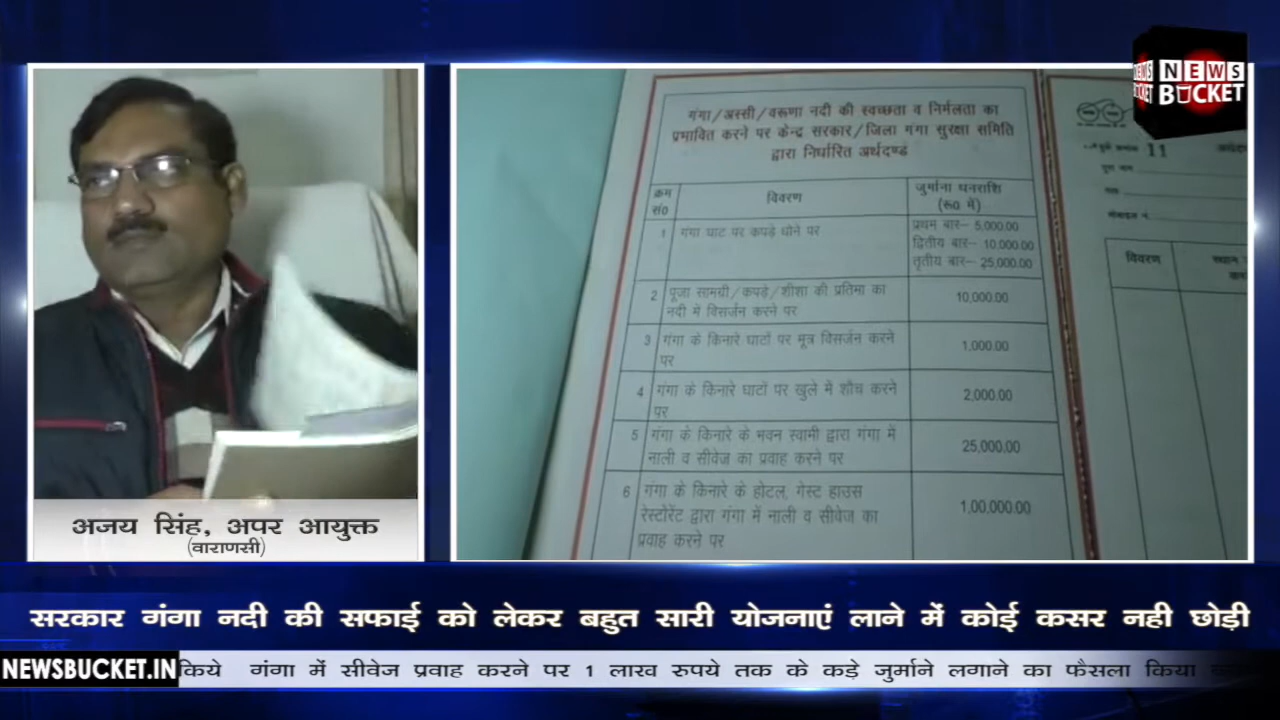 NEWS
BUCKET
गंगा/अस्सी/वरूणा नदी की स्वच्छता व निर्मलता का
प्रभावित करने पर केन्द्र सरकार/जिला गंगा सुरक्षा समिति
द्वारा निर्धारित अर्थदण्ड
क्रम सं० विवरण जुर्माना धनराशि (रू० में)
1 गंगा घाट पर कपड़े धोने पर प्रथम बार– 5,000.00
द्वितीय बार– 10,000.00
तृतीय बार– 25,000.00
2 पूजा सामग्री/कपड़े/शीशा की प्रतिमा का 10,000.00
नदी में विसर्जन करने पर
3 गंगा के किनारे घाटों पर मूत्र विसर्जन करने 1,000.00
पर
4 गंगा के किनारे घाटों पर खुले में शौच करने 2,000.00
पर
5 गंगा के किनारे के भवन स्वामी द्वारा गंगा में 25,000.00
नाली व सीवेज का प्रवाह करने पर
6 गंगा के किनारे के होटल, गेस्ट हाउस 1,00,000.00
रेस्टोरेंट द्वारा गंगा में नाली व सीवेज का
प्रवाह करने पर
11
विवरण
अजय सिंह, अपर आयुक्त
(वाराणसी)
सरकार गंगा नदी की सफाई को लेकर बहुत सारी योजनाएं लाने में कोई कसर नही छोड़ी
NEWSBUCKET.IN
किये गंगा में सीवेज प्रवाह करने पर 1 लाख रुपये तक के कड़े जुर्माने लगाने का फैसला किया